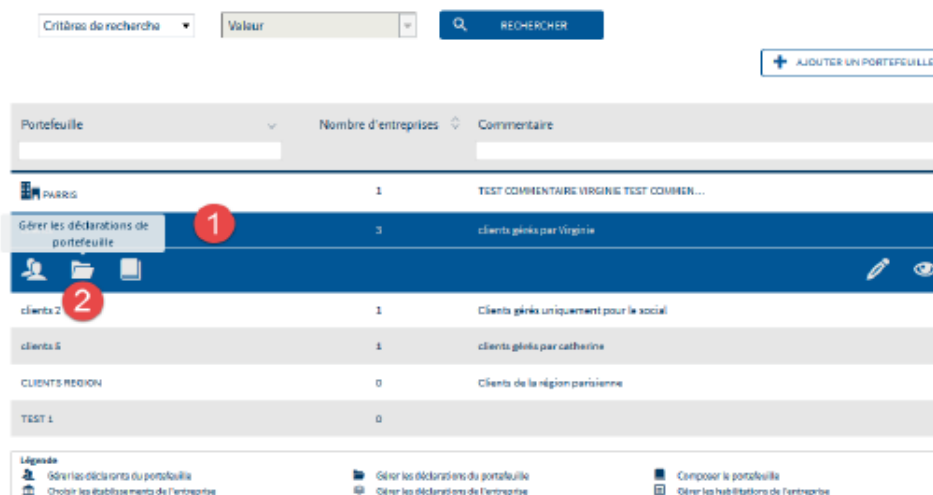 Critères de recherche Valeur RECHERCHER
AJOUTER UN PORTEFEUILLE
Portefeuille Nombre d'entreprises Commentaire
PARRIS 1 TEST COMMENTAIRE VIRGINIE TEST COMMEN...
Gérer les déclarations de 1 3 clients gérés par Virginie
portefeuille
2
clients 2 1 Clients gérés uniquement pour le social
clients 5 1 clients gérés par catherine
CLIENTS REGION 0 Clients de la région parisienne
TEST 1 0
Légende
Gérer les déclarants du portefeuille Gérer les déclarations du portefeuille Composer le portefeuille
Choisir les établissements de l'entreprise Gérer les déclarations de l'entreprise Gérer les habilitations de l'entreprise